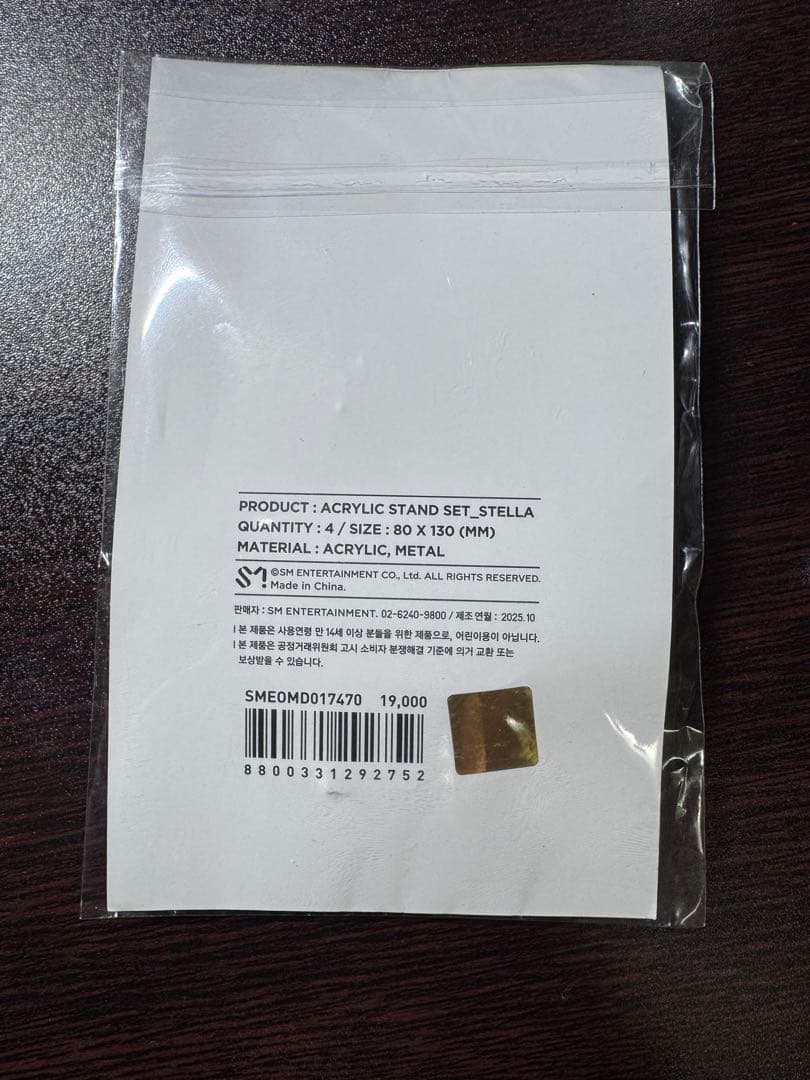 PRODUCT : ACRYLIC STAND SET_STELLA
QUANTITY : 4 / SIZE : 80 X 130 (MM)
MATERIAL : ACRYLIC, METAL
SM ©SM ENTERTAINMENT CO., Ltd. ALL RIGHTS RESERVED.
Made in China.
판매자 : SM ENTERTAINMENT. 02-6240-9800 / 제조 연월 : 2025.10
I 본 제품은 사용연령 만 14세 이상 분들을 위한 제품으로, 어린이용이 아닙니다.
I 본 제품은 공정거래위원회 고시 소비자 분쟁해결 기준에 의거 교환 또는
보상받을 수 있습니다.
SMEOMD017470 19,000
8800331292752